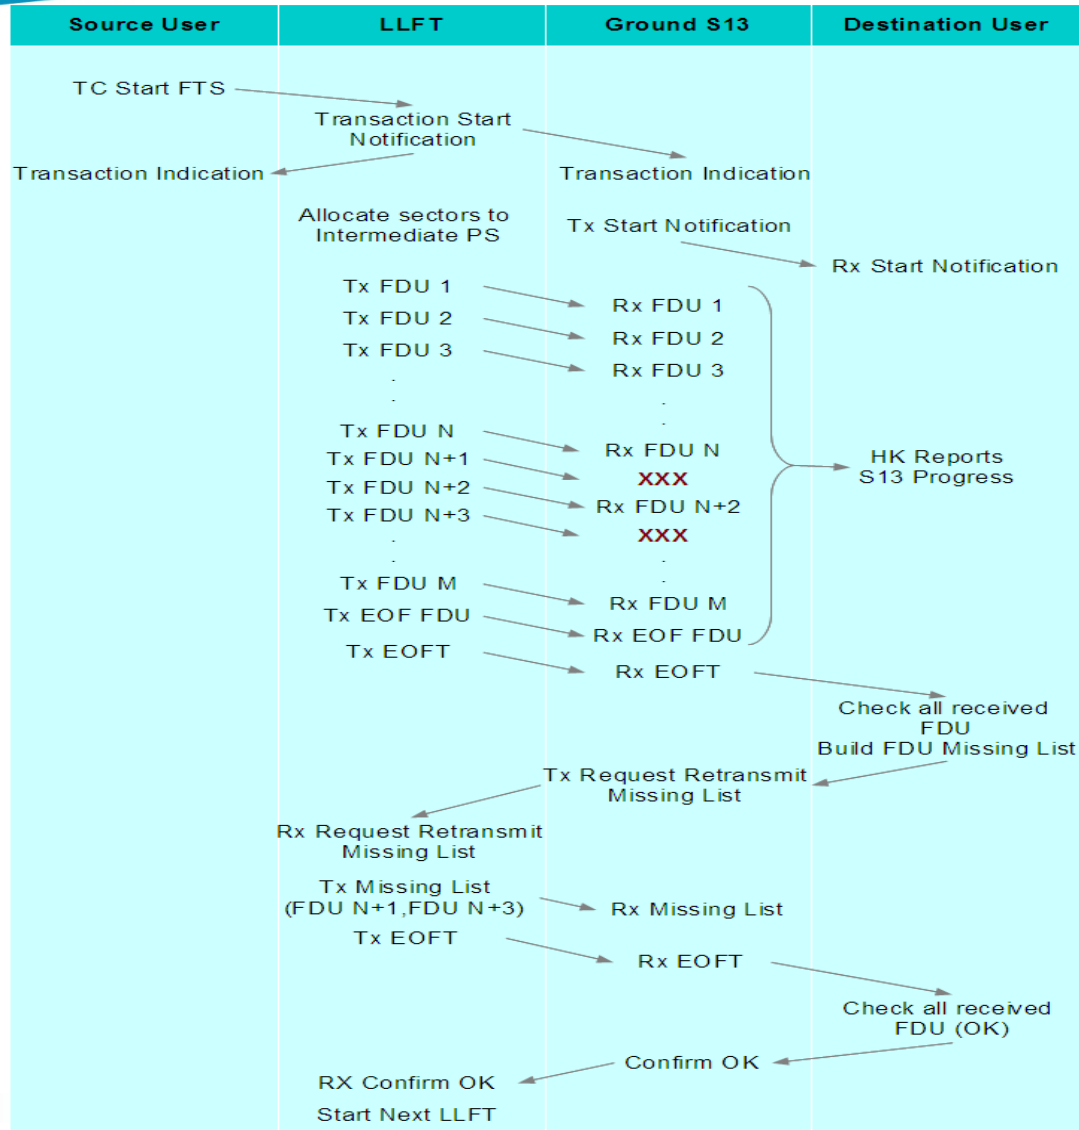 Source User LLFT Ground S13 Destination User
TC Start FTS
Transaction Start
Notification
Transaction Indication Transaction Indication
Allocate sectors to
Intermediate PS
Tx Start Notification
Rx Start Notification
Tx FDU 1
Rx FDU 1
Tx FDU 2
Rx FDU 2
Tx FDU 3
Rx FDU 3
.
.
.
.
Tx FDU N
Rx FDU N
Tx FDU N+1
XXX
Tx FDU N+2
Rx FDU N+2
Tx FDU N+3
XXX
HK Reports
S13 Progress
.
.
.
.
Tx FDU M
Rx FDU M
Tx EOF FDU
Rx EOF FDU
Tx EOFT
Rx EOFT
Check all received
FDU
Build FDU Missing List
Tx Request Retransmit
Missing List
Rx Request Retransmit
Missing List
Tx Missing List
(FDU N+1,FDU N+3)
Rx Missing List
Tx EOFT
Rx EOFT
Check all received
FDU (OK)
Confirm OK
RX Confirm OK
Start Next LLFT